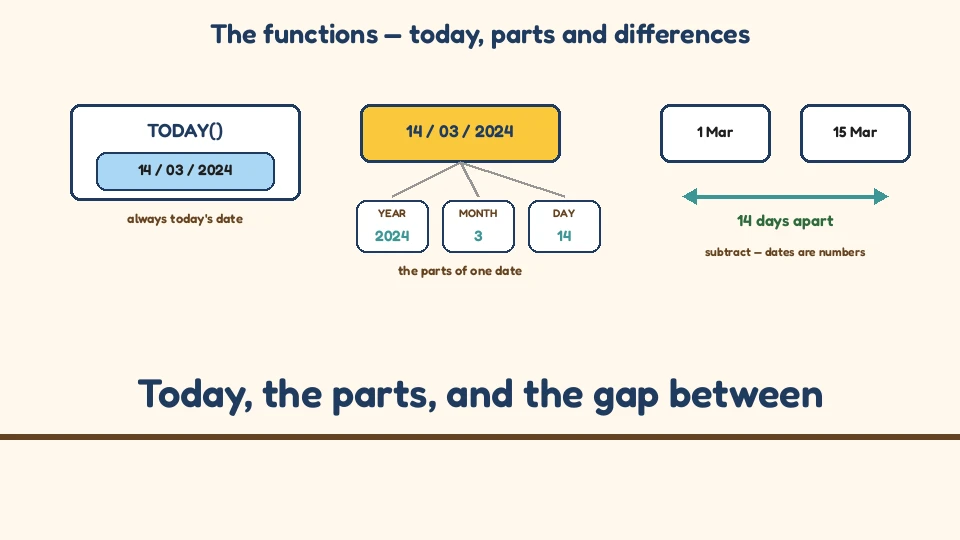 The functions — today, parts and differences
TODAY()
14 / 03 / 2024
always today's date
14 / 03 / 2024
YEAR
2024
MONTH
3
DAY
14
the parts of one date
1 Mar
15 Mar
14 days apart
subtract — dates are numbers
Today, the parts, and the gap between